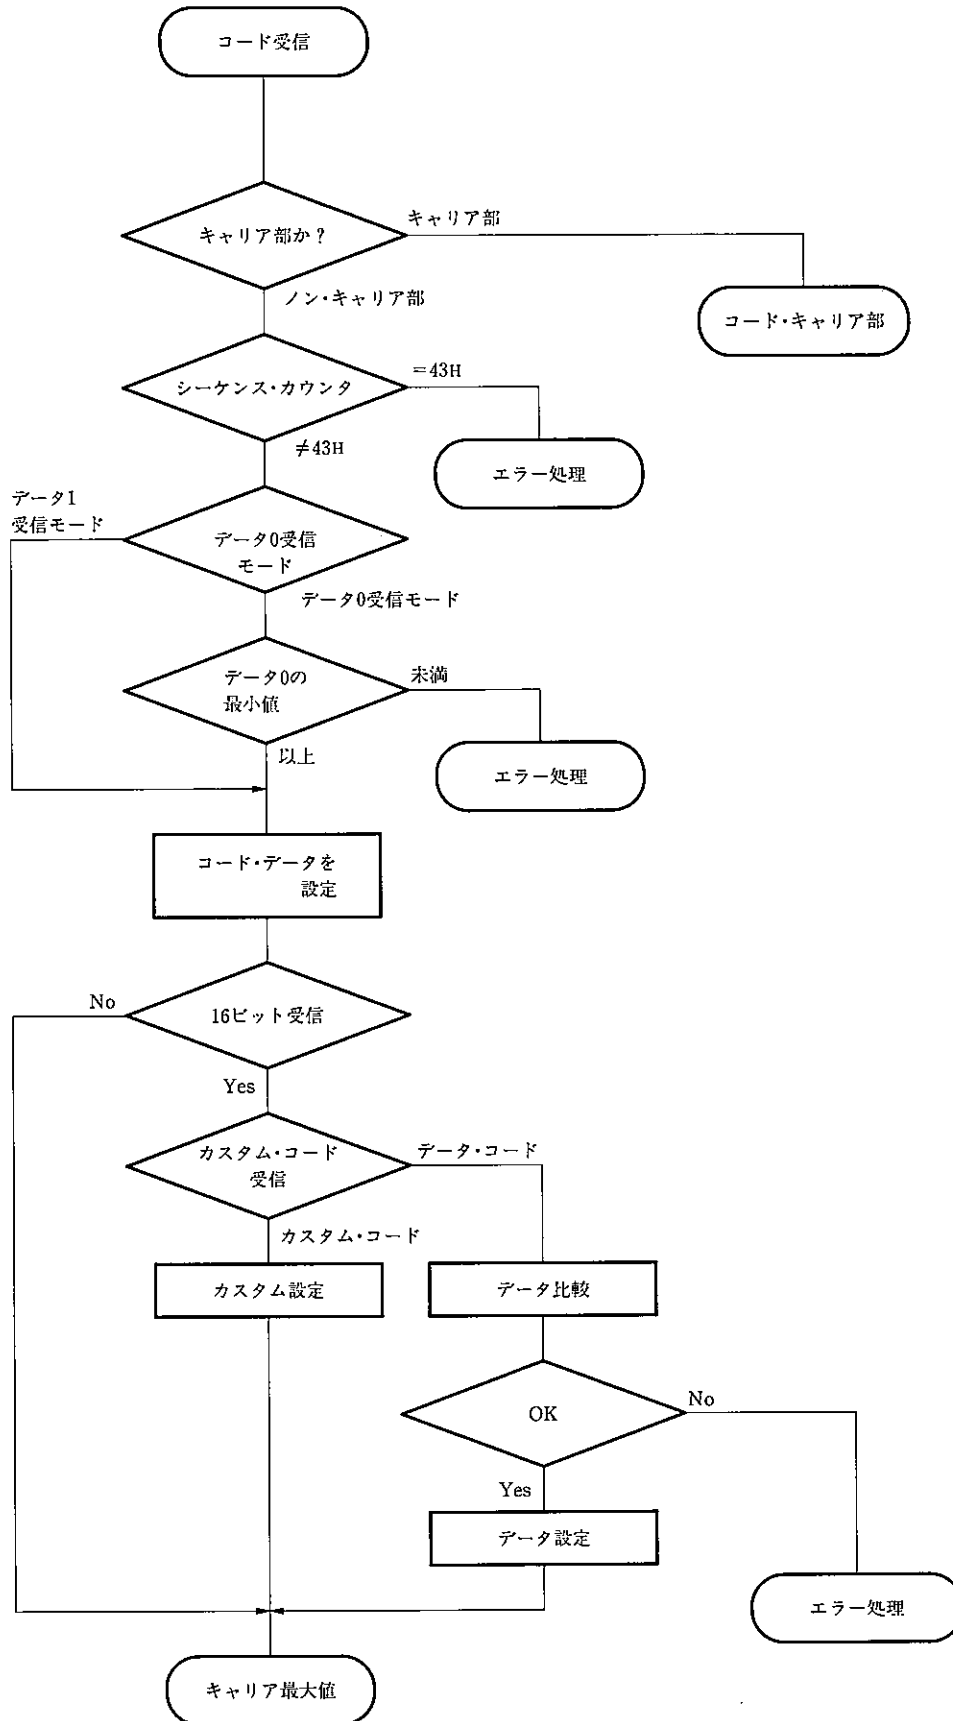 コード受信
キャリア部か？
キャリア部
ノン・キャリア部
コード・キャリア部
シーケンス・カウンタ
＝43H
≠43H
エラー処理
データ1
受信モード
データ0受信
モード
データ0受信モード
データ0の
最小値
未満
以上
エラー処理
コード・データを
設定
No
16ビット受信
Yes
カスタム・コード
受信
データ・コード
カスタム・コード
カスタム設定
データ比較
OK
No
Yes
データ設定
エラー処理
キャリア最大値